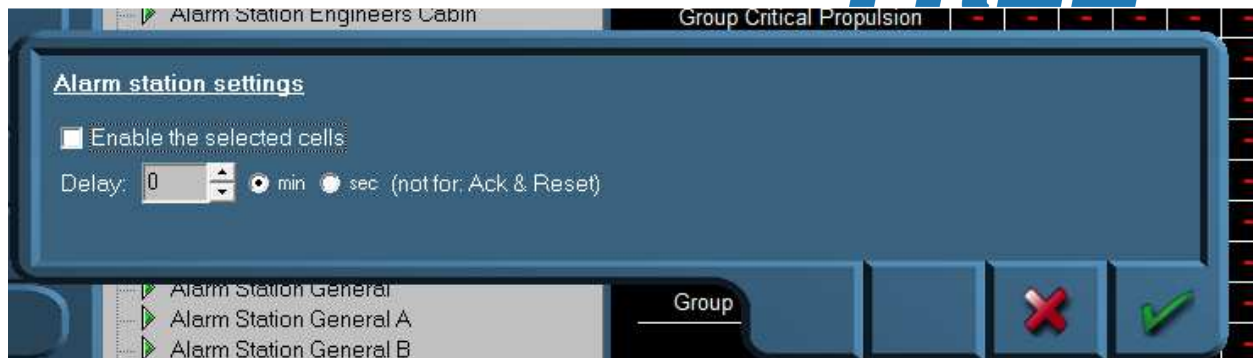 Alarm Station Engineers Cabin
Group Critical Propulsion
Alarm station settings
Enable the selected cells
Delay: 0 min sec (not for: Ack & Reset)
Alarm Station General
Group
Alarm Station General A
Alarm Station General B